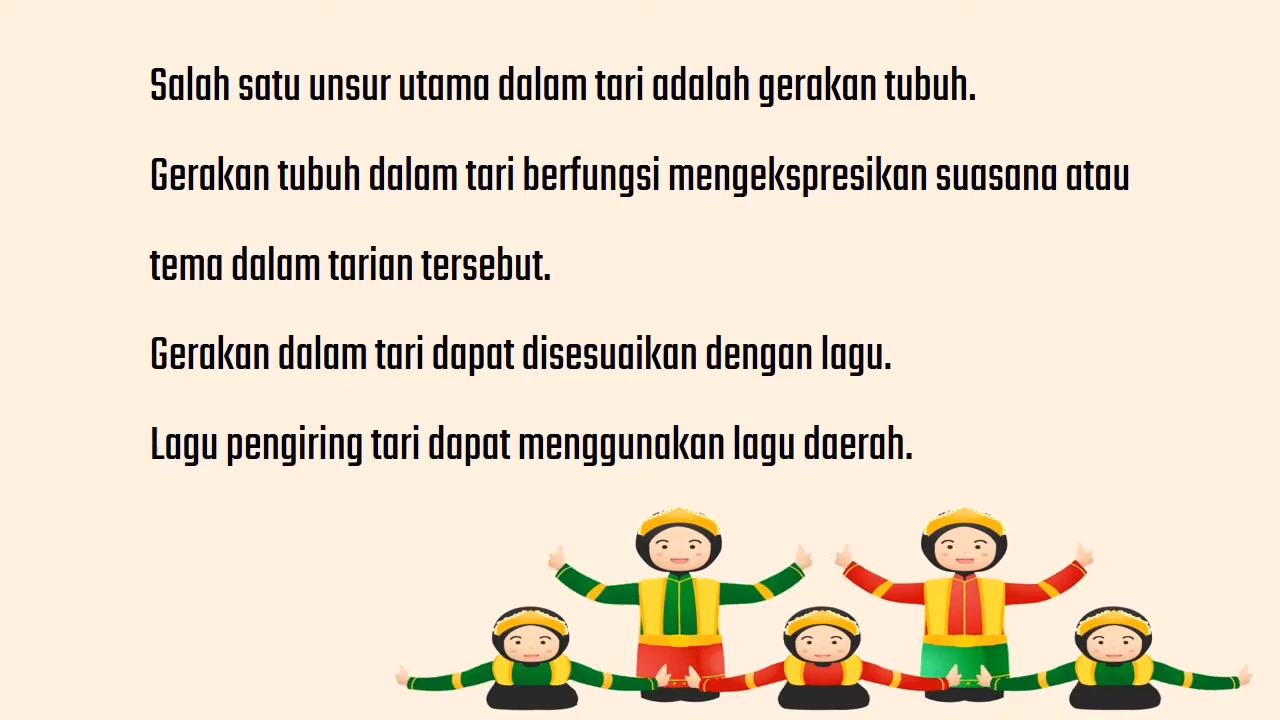 Salah satu unsur utama dalam tari adalah gerakan tubuh.
Gerakan tubuh dalam tari berfungsi mengekspresikan suasana atau
tema dalam tarian tersebut.
Gerakan dalam tari dapat disesuaikan dengan lagu.
Lagu pengiring tari dapat menggunakan lagu daerah.